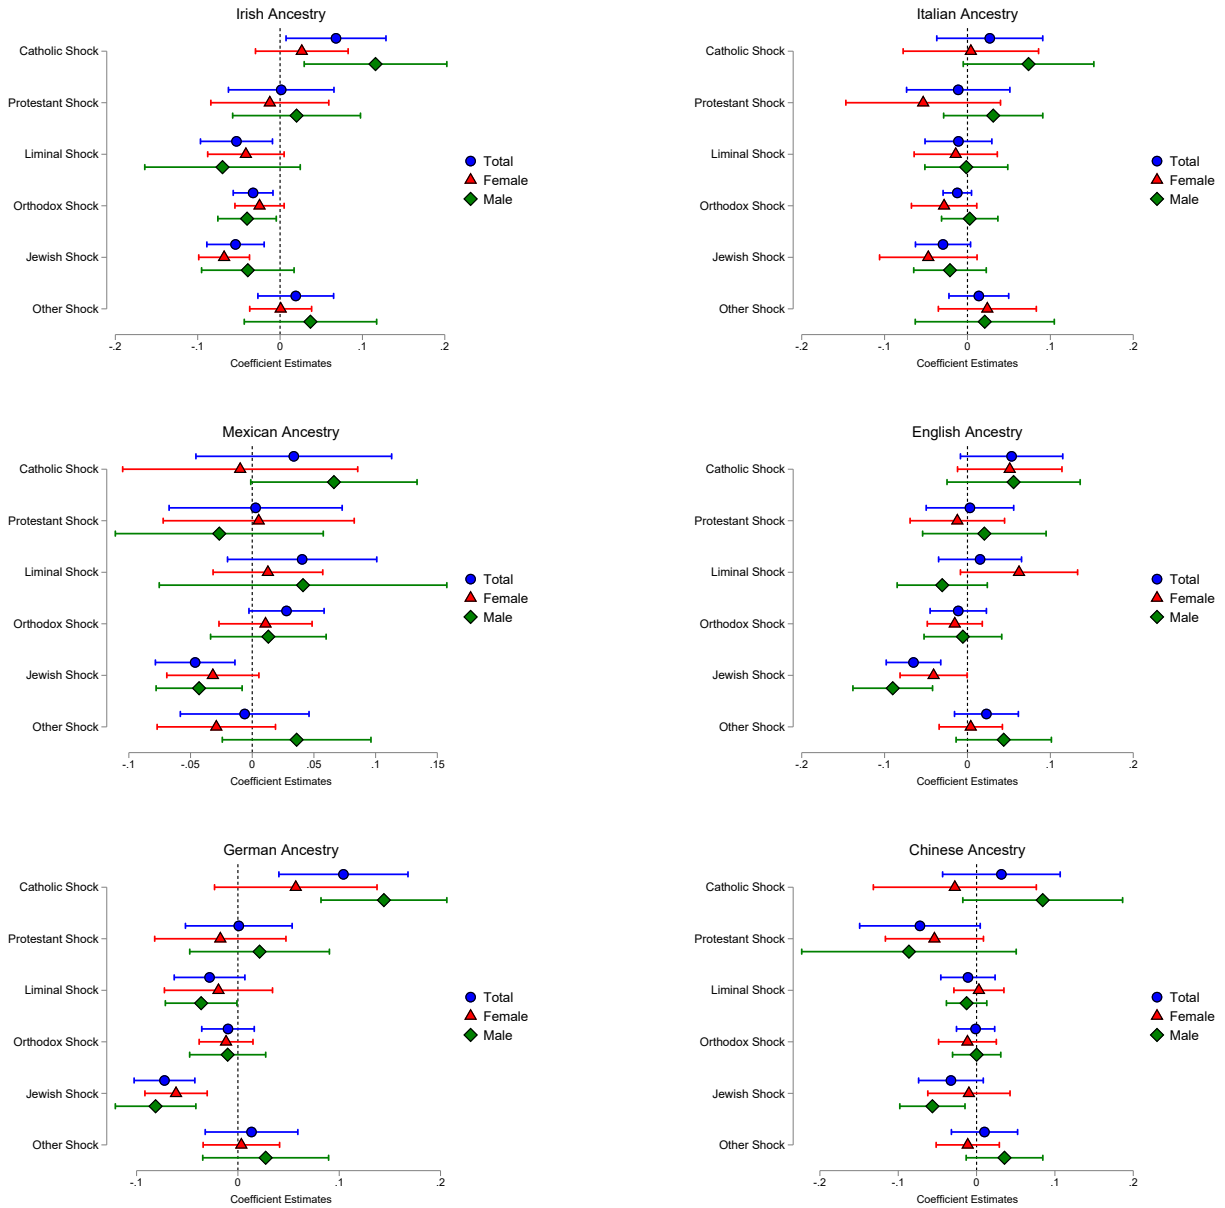 Irish Ancestry
Catholic Shock
Protestant Shock
Liminal Shock
Orthodox Shock
Jewish Shock
Other Shock
-.2 -.1 0 .1 .2
Coefficient Estimates
Total
Female
Male
Italian Ancestry
Catholic Shock
Protestant Shock
Liminal Shock
Orthodox Shock
Jewish Shock
Other Shock
-.2 -.1 0 .1 .2
Coefficient Estimates
Total
Female
Male
Mexican Ancestry
Catholic Shock
Protestant Shock
Liminal Shock
Orthodox Shock
Jewish Shock
Other Shock
-.1 -.05 0 .05 .1 .15
Coefficient Estimates
Total
Female
Male
English Ancestry
Catholic Shock
Protestant Shock
Liminal Shock
Orthodox Shock
Jewish Shock
Other Shock
-.2 -.1 0 .1 .2
Coefficient Estimates
Total
Female
Male
German Ancestry
Catholic Shock
Protestant Shock
Liminal Shock
Orthodox Shock
Jewish Shock
Other Shock
-.1 0 .1 .2
Coefficient Estimates
Total
Female
Male
Chinese Ancestry
Catholic Shock
Protestant Shock
Liminal Shock
Orthodox Shock
Jewish Shock
Other Shock
-.2 -.1 0 .1 .2
Coefficient Estimates
Total
Female
Male